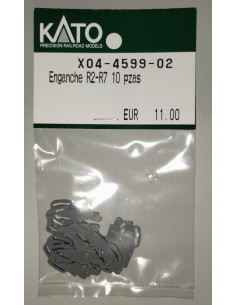 KATO
PRECISION RAILROAD MODELS
X04-4599-02
Enganche R2-R7 10 pzas
EUR 11.00